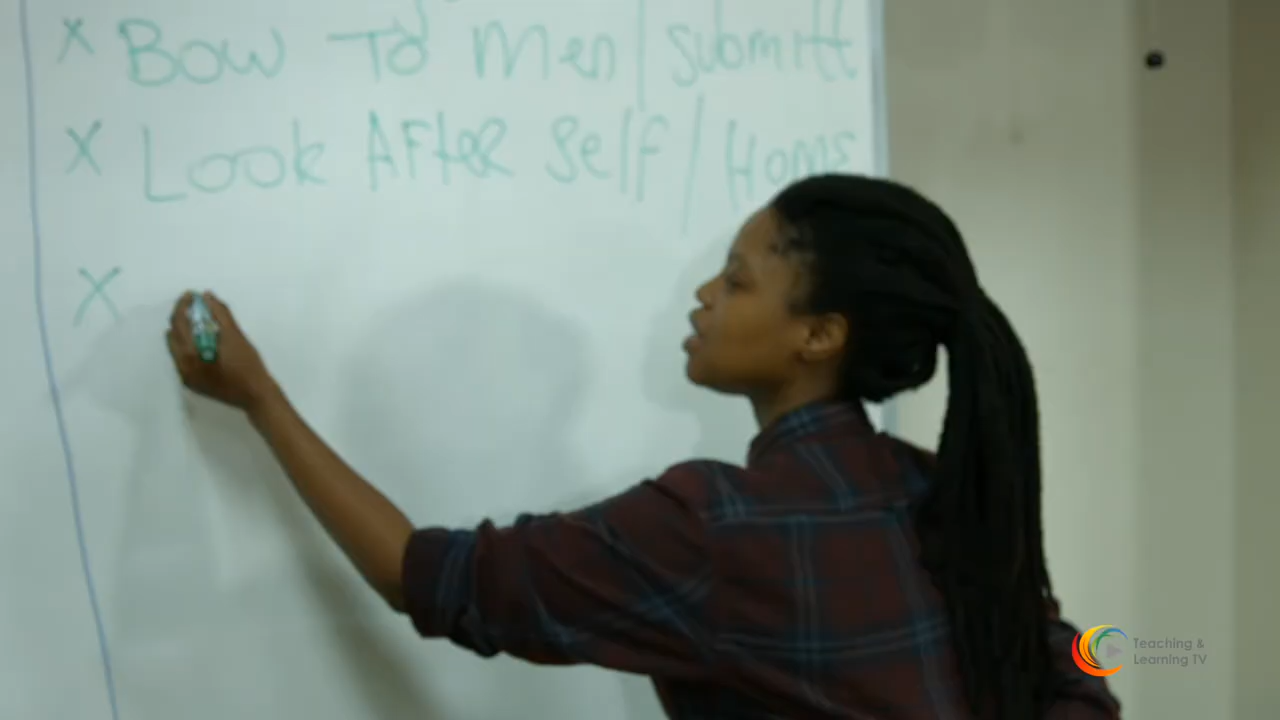 x Bow To men / submitt
x Look After self / Home
x
Teaching &
Learning TV